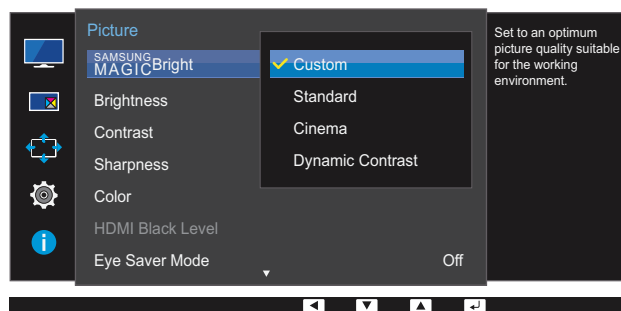 Picture
SAMSUNG
MAGICBright
Custom
Brightness
Standard
Contrast
Cinema
Sharpness
Dynamic Contrast
Color
HDMI Black Level
Eye Saver Mode
Off
Set to an optimum
picture quality suitable
for the working
environment.